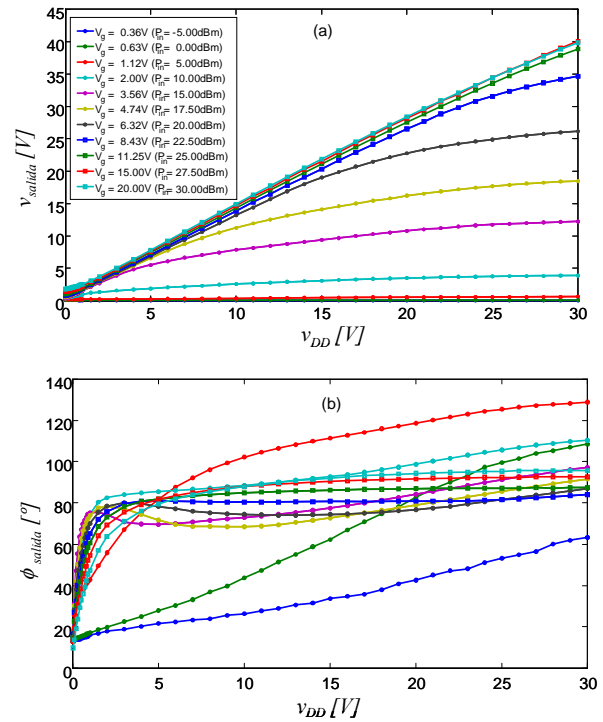 (a)
45
40
35
30
25
20
15
10
5
0
v_salida [V]
V_g = 0.36V (P_in= -5.00dBm)
V_g = 0.63V (P_in= 0.00dBm)
V_g = 1.12V (P_in= 5.00dBm)
V_g = 2.00V (P_in= 10.00dBm)
V_g = 3.56V (P_in= 15.00dBm)
V_g = 4.74V (P_in= 17.50dBm)
V_g = 6.32V (P_in= 20.00dBm)
V_g = 8.43V (P_in= 22.50dBm)
V_g = 11.25V (P_in= 25.00dBm)
V_g = 15.00V (P_in= 27.50dBm)
V_g = 20.00V (P_in= 30.00dBm)
0 5 10 15 20 25 30
v_DD [V]
(b)
140
120
100
80
60
40
20
0
ϕ_salida [º]
0 5 10 15 20 25 30
v_DD [V]